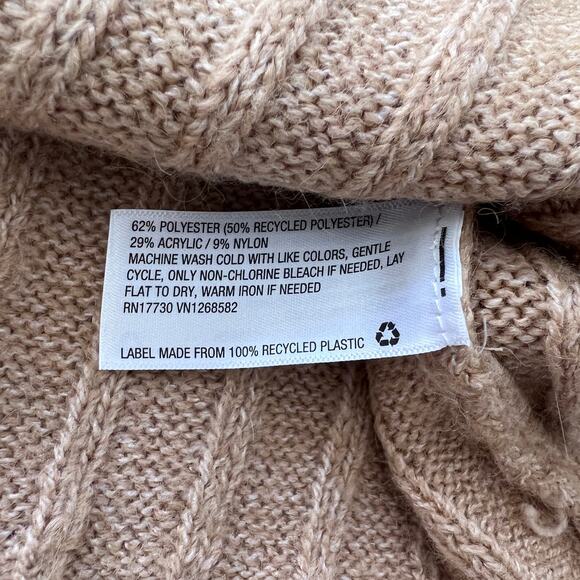 62% POLYESTER (50% RECYCLED POLYESTER) /
29% ACRYLIC / 9% NYLON
MACHINE WASH COLD WITH LIKE COLORS, GENTLE
CYCLE, ONLY NON-CHLORINE BLEACH IF NEEDED, LAY
FLAT TO DRY, WARM IRON IF NEEDED
RN17730 VN1268582
LABEL MADE FROM 100% RECYCLED PLASTIC